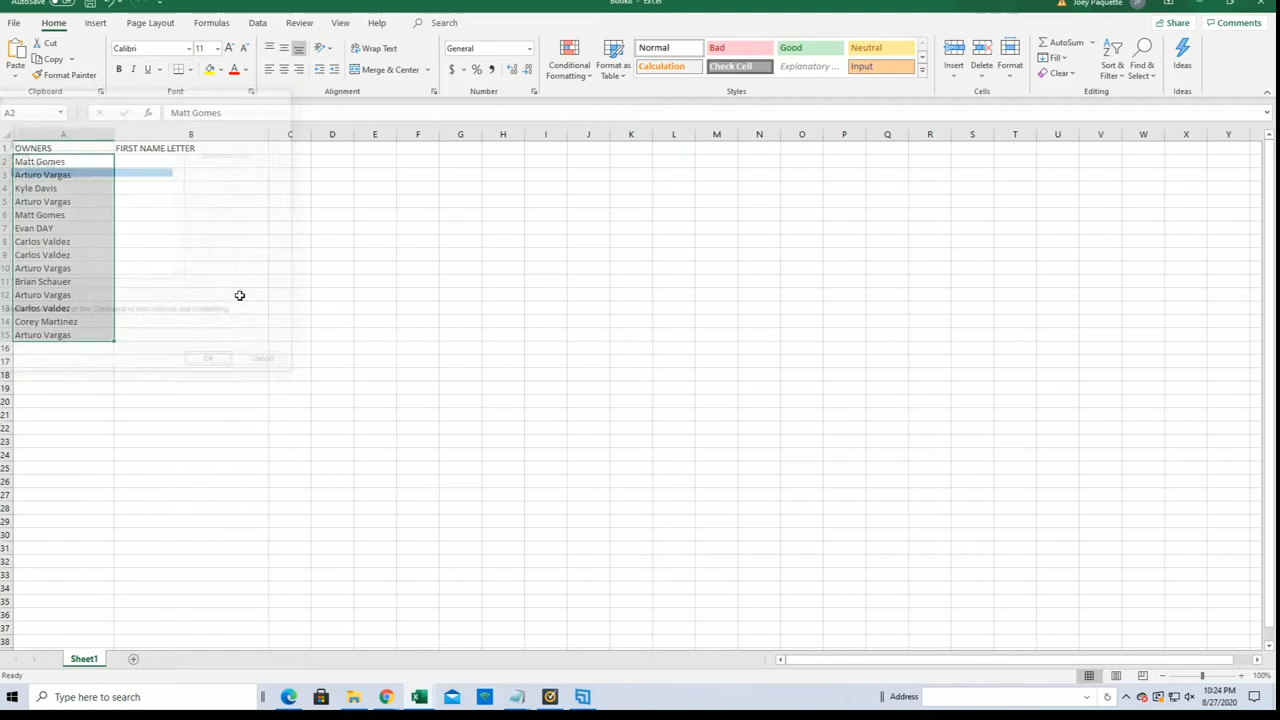 AutoSave Off Book8 - Excel Joey Paquette JP
File Home Insert Page Layout Formulas Data Review View Help Search Share Comments
Paste Cut Copy Format Painter Clipboard
Calibri 11 B I U A Font
Wrap Text Merge & Center Alignment
General $ % Number
Conditional Formatting Format as Table
Normal Bad Good Neutral
Calculation Check Cell Explanatory ... Input
Styles
Insert Delete Format Cells
AutoSum Fill Clear Sort & Filter Find & Select Editing
Ideas Ideas
A2 fx Matt Gomes
A B C D E F G H I J K L M N O P Q R S T U V W X Y
1 OWNERS FIRST NAME LETTER
2 Matt Gomes
3 Arturo Vargas
4 Kyle Davis
5 Arturo Vargas
6 Matt Gomes
7 Evan DAY
8 Carlos Valdez
9 Carlos Valdez
10 Arturo Vargas
11 Brian Schauer
12 Arturo Vargas
13 Carlos Valdez
14 Corey Martinez
15 Arturo Vargas
16
17
18
19
20
21
22
23
24
25
26
27
28
29
30
31
32
33
34
35
36
37
38
OK Cancel
Sheet1
Ready 100%
Type here to search Address 10:24 PM
8/27/2020